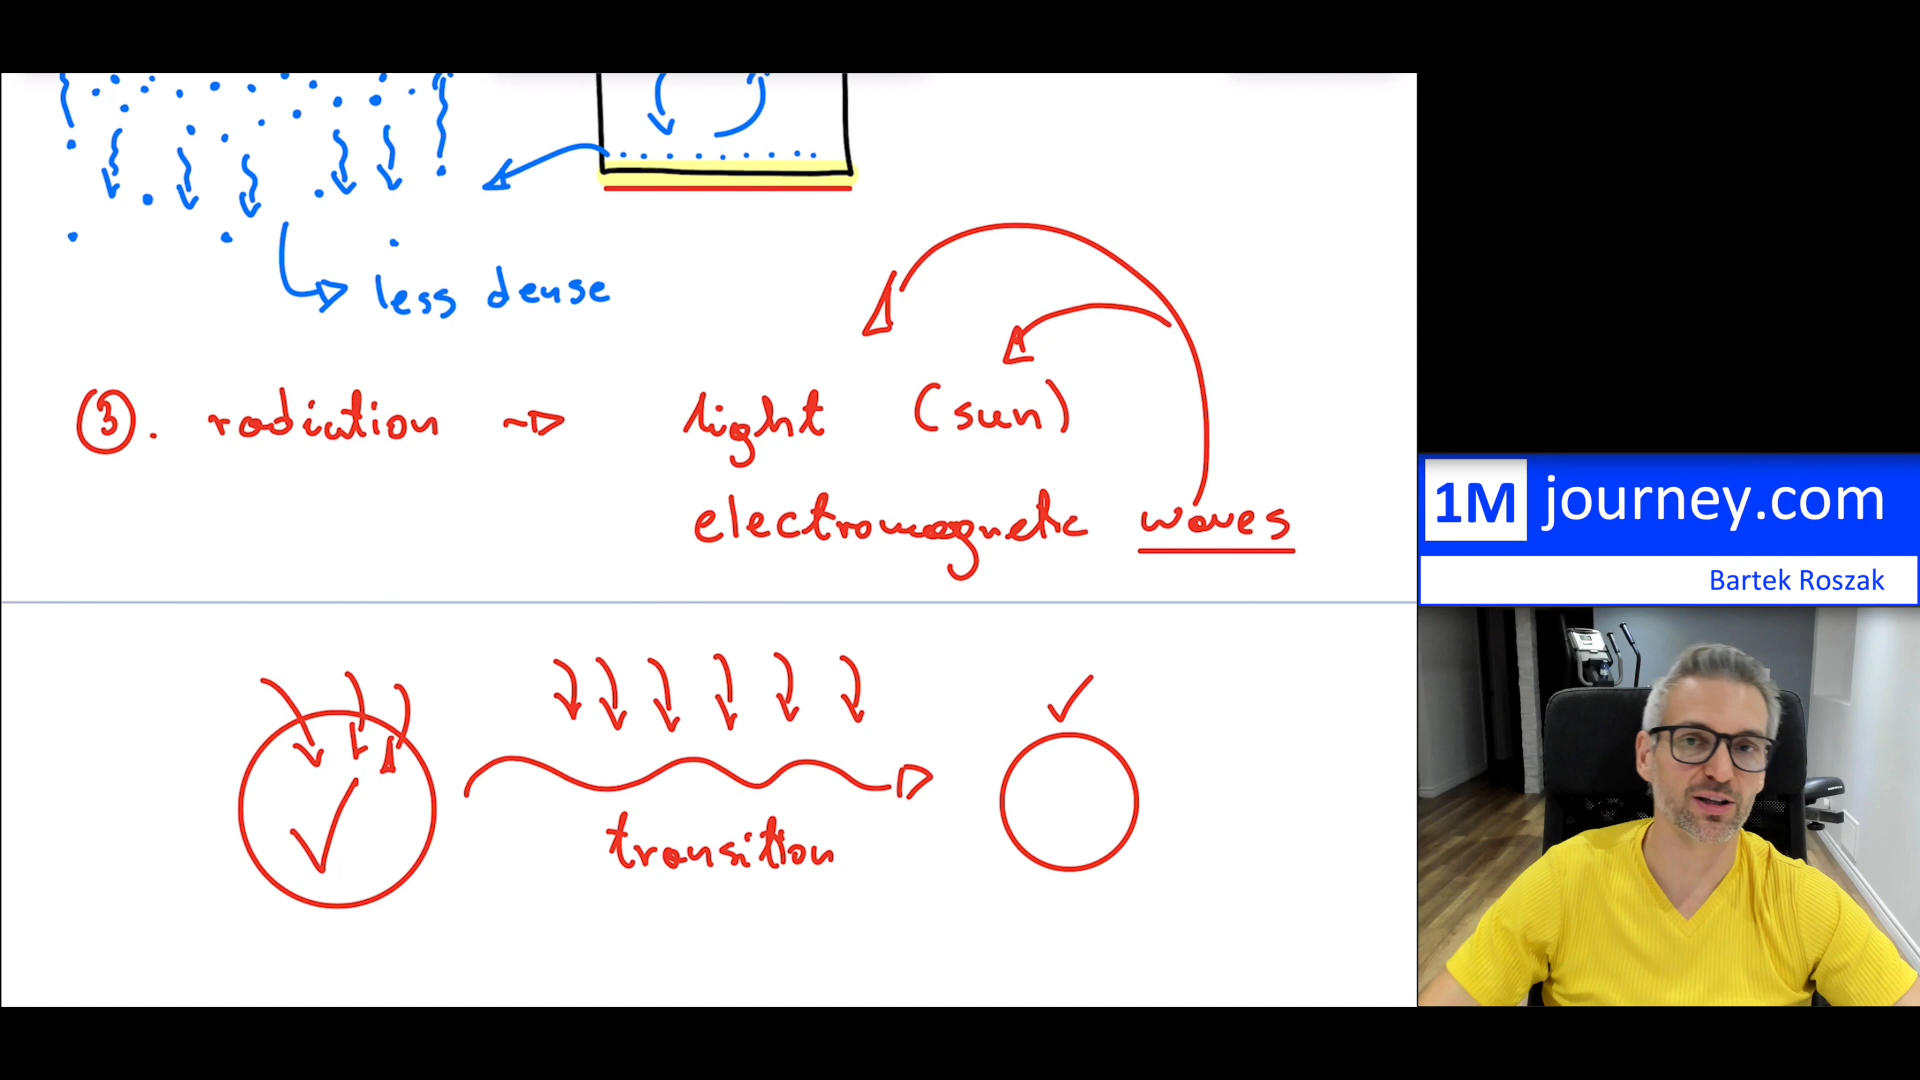 less dense
3. radiation → light (sun)
electromagnetic waves
transition
1M journey.com
Bartek Roszak